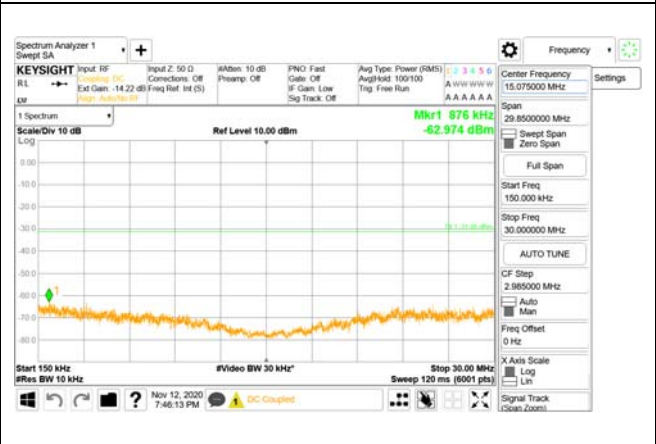 Spectrum Analyzer 1
Swept SA
Frequency
KEYSIGHT
RL
Input: RF
Coupling: DC
Ext Gain: -14.22 dB
Align: Auto/No RF
Input Z: 50 Ω
Corrections: Off
Freq Ref: Int (S)
#Atten: 10 dB
Preamp: Off
PNO: Fast
Gate: Off
IF Gain: Low
Sig Track: Off
Avg Type: Power (RMS)
Avg|Hold: 100/100
Trig: Free Run
1 2 3 4 5 6
A W W W W W
A A A A A A
1 Spectrum
Scale/Div 10 dB
Log
Ref Level 10.00 dBm
Mkr1 876 kHz
-62.974 dBm
0.00
-10.0
-20.0
-30.0
-40.0
-50.0
-60.0
-70.0
-80.0
1
Start 150 kHz
#Res BW 10 kHz
#Video BW 30 kHz*
Stop 30.00 MHz
Sweep 120 ms (6001 pts)
Nov 12, 2020
7:46:13 PM
DC Coupled
Center Frequency
15.075000 MHz
Settings
Span
29.8500000 MHz
Swept Span
Zero Span
Full Span
Start Freq
150.000 kHz
Stop Freq
30.000000 MHz
AUTO TUNE
CF Step
2.985000 MHz
Auto
Man
Freq Offset
0 Hz
X Axis Scale
Log
Lin
Signal Track
(Span Zoom)